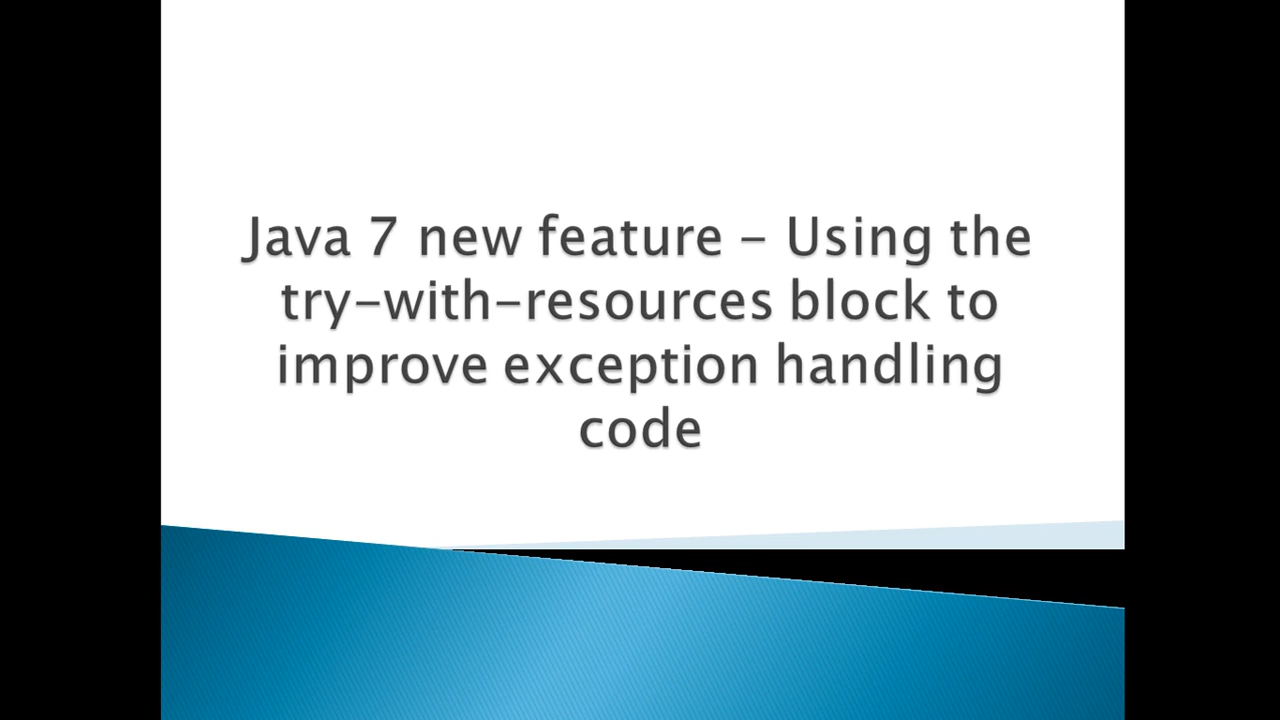 Java 7 new feature - Using the
try-with-resources block to
improve exception handling
code